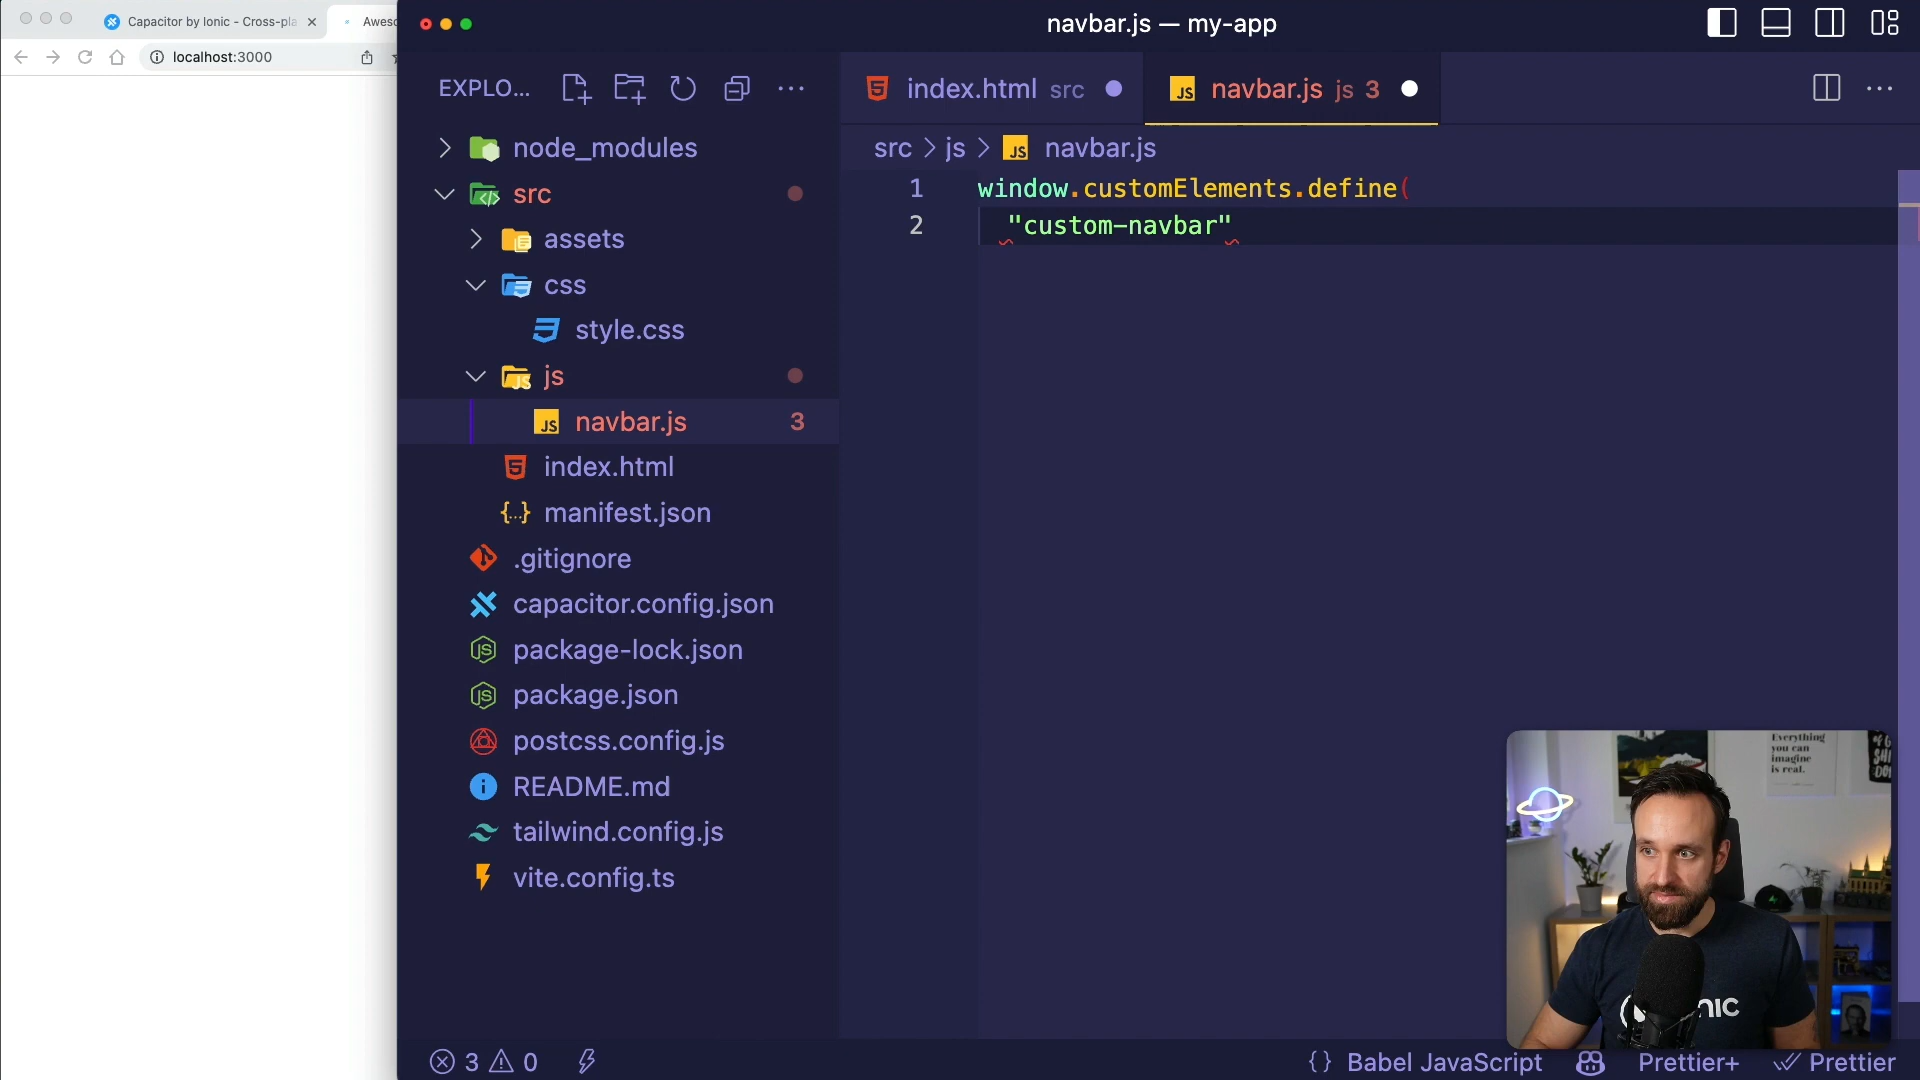 Capacitor by Ionic - Cross-pla
Aweso
localhost:3000
navbar.js — my-app
EXPLO...
index.html src
navbar.js js 3
node_modules
src > js > navbar.js
src
1 window.customElements.define(
2 "custom-navbar"
assets
css
style.css
js
navbar.js 3
index.html
manifest.json
.gitignore
capacitor.config.json
package-lock.json
package.json
postcss.config.js
README.md
tailwind.config.js
vite.config.ts
Everything
you can
imagine
is real.
3 0
{} Babel JavaScript
Prettier+
Prettier